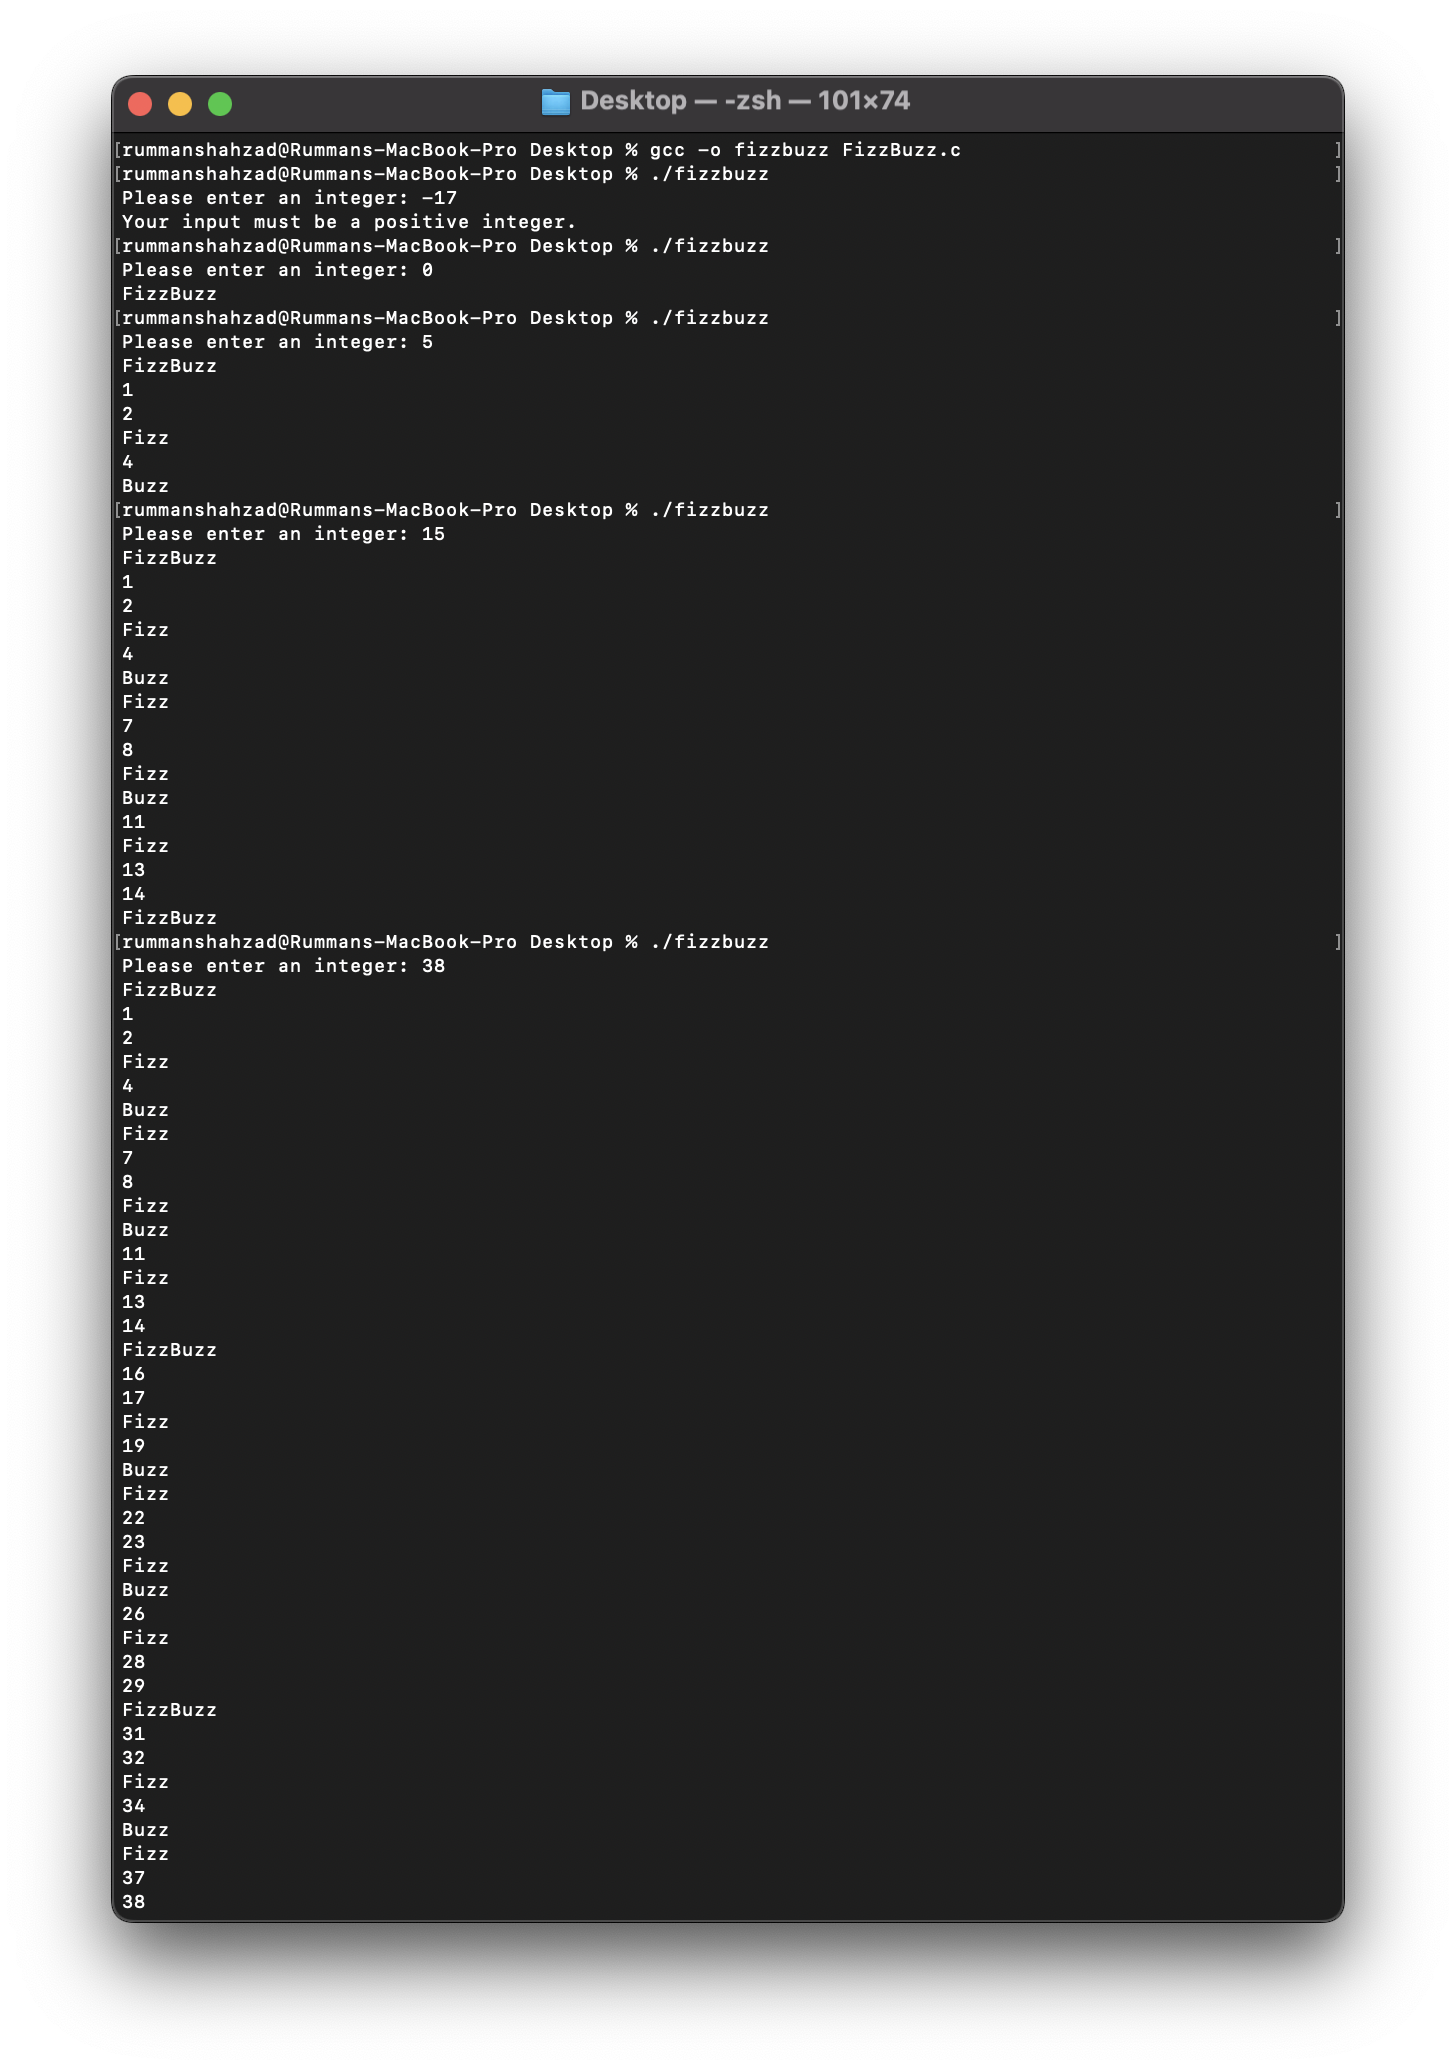 Desktop — -zsh — 101×74
[rummanshahzad@Rummans-MacBook-Pro Desktop % gcc -o fizzbuzz FizzBuzz.c ]
[rummanshahzad@Rummans-MacBook-Pro Desktop % ./fizzbuzz ]
Please enter an integer: -17
Your input must be a positive integer.
[rummanshahzad@Rummans-MacBook-Pro Desktop % ./fizzbuzz ]
Please enter an integer: 0
FizzBuzz
[rummanshahzad@Rummans-MacBook-Pro Desktop % ./fizzbuzz ]
Please enter an integer: 5
FizzBuzz
1
2
Fizz
4
Buzz
[rummanshahzad@Rummans-MacBook-Pro Desktop % ./fizzbuzz ]
Please enter an integer: 15
FizzBuzz
1
2
Fizz
4
Buzz
Fizz
7
8
Fizz
Buzz
11
Fizz
13
14
FizzBuzz
[rummanshahzad@Rummans-MacBook-Pro Desktop % ./fizzbuzz ]
Please enter an integer: 38
FizzBuzz
1
2
Fizz
4
Buzz
Fizz
7
8
Fizz
Buzz
11
Fizz
13
14
FizzBuzz
16
17
Fizz
19
Buzz
Fizz
22
23
Fizz
Buzz
26
Fizz
28
29
FizzBuzz
31
32
Fizz
34
Buzz
Fizz
37
38